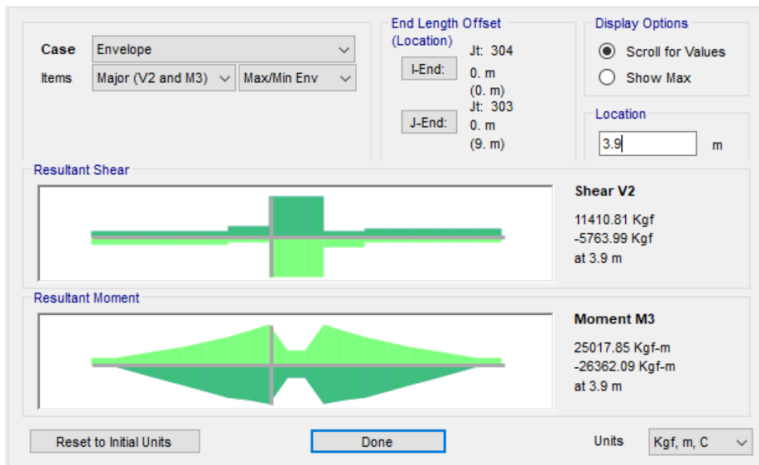 Case
Envelope
Items
Major (V2 and M3)
Max/Min Env
End Length Offset
(Location)
Jt: 304
I-End:
0. m
(0. m)
Jt: 303
J-End:
0. m
(9. m)
Display Options
Scroll for Values
Show Max
Location
3.9
m
Resultant Shear
Shear V2
11410.81 Kgf
-5763.99 Kgf
at 3.9 m
Resultant Moment
Moment M3
25017.85 Kgf-m
-26362.09 Kgf-m
at 3.9 m
Reset to Initial Units
Done
Units
Kgf, m, C